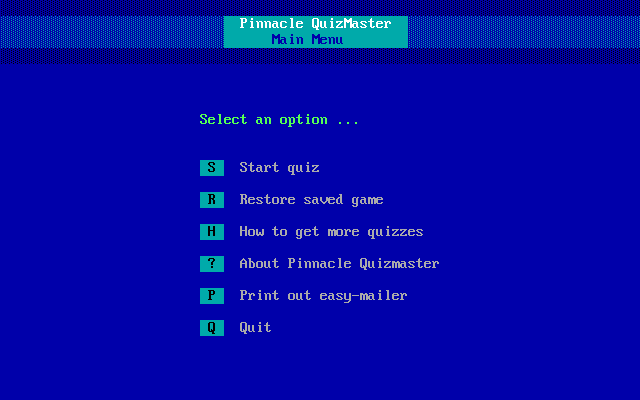 Pinnacle QuizMaster
Main Menu
Select an option ...
S Start quiz
R Restore saved game
H How to get more quizzes
? About Pinnacle Quizmaster
P Print out easy-mailer
Q Quit